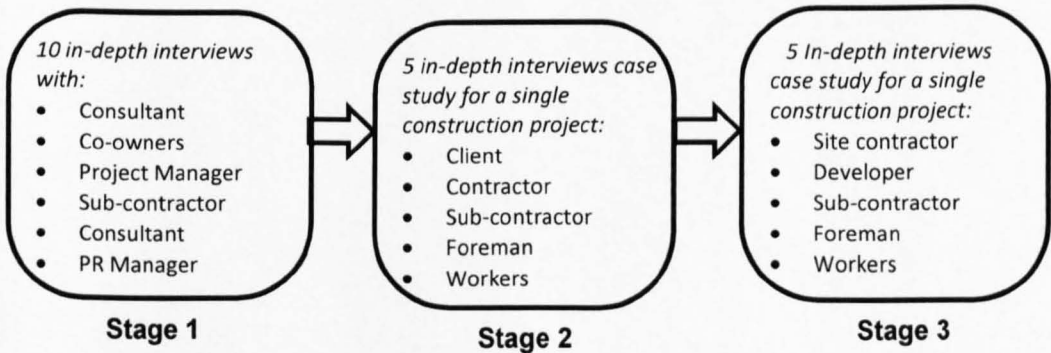 10 in-depth interviews
with:
• Consultant
• Co-owners
• Project Manager
• Sub-contractor
• Consultant
• PR Manager
Stage 1
5 in-depth interviews case
study for a single
construction project:
• Client
• Contractor
• Sub-contractor
• Foreman
• Workers
Stage 2
5 In-depth interviews
case study for a single
construction project:
• Site contractor
• Developer
• Sub-contractor
• Foreman
• Workers
Stage 3